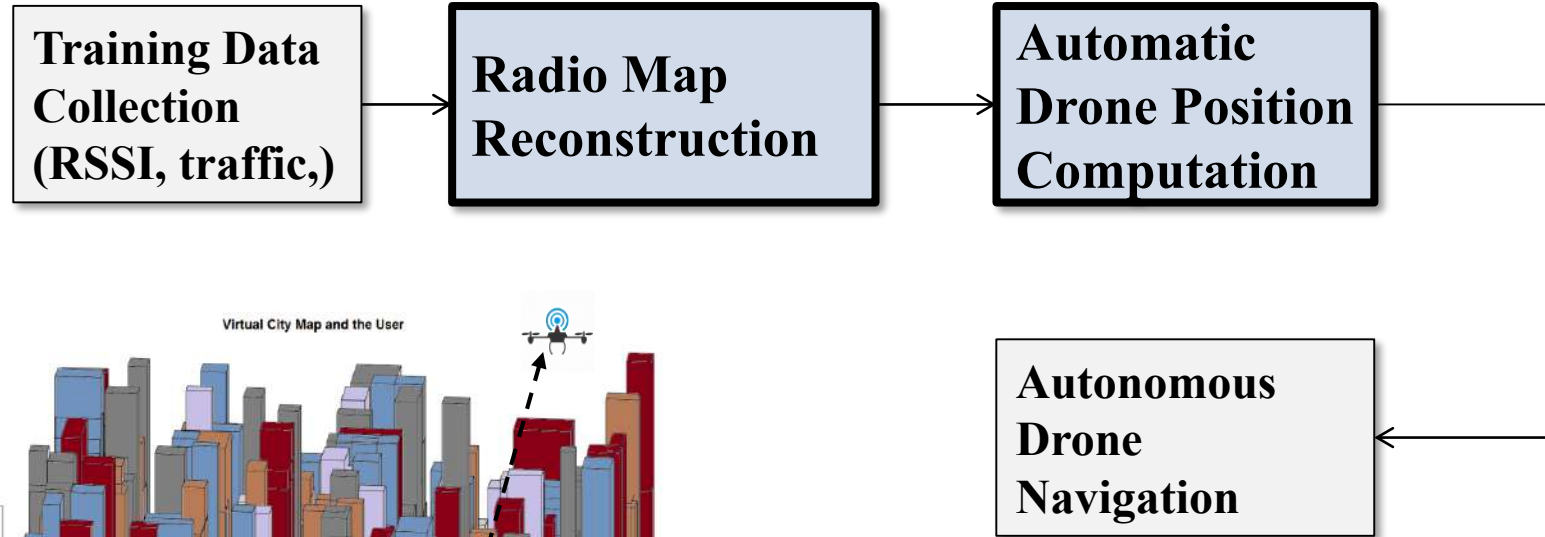 Training Data
Collection
(RSSI, traffic,)
Radio Map
Reconstruction
Automatic
Drone Position
Computation
Virtual City Map and the User
Autonomous
Drone
Navigation